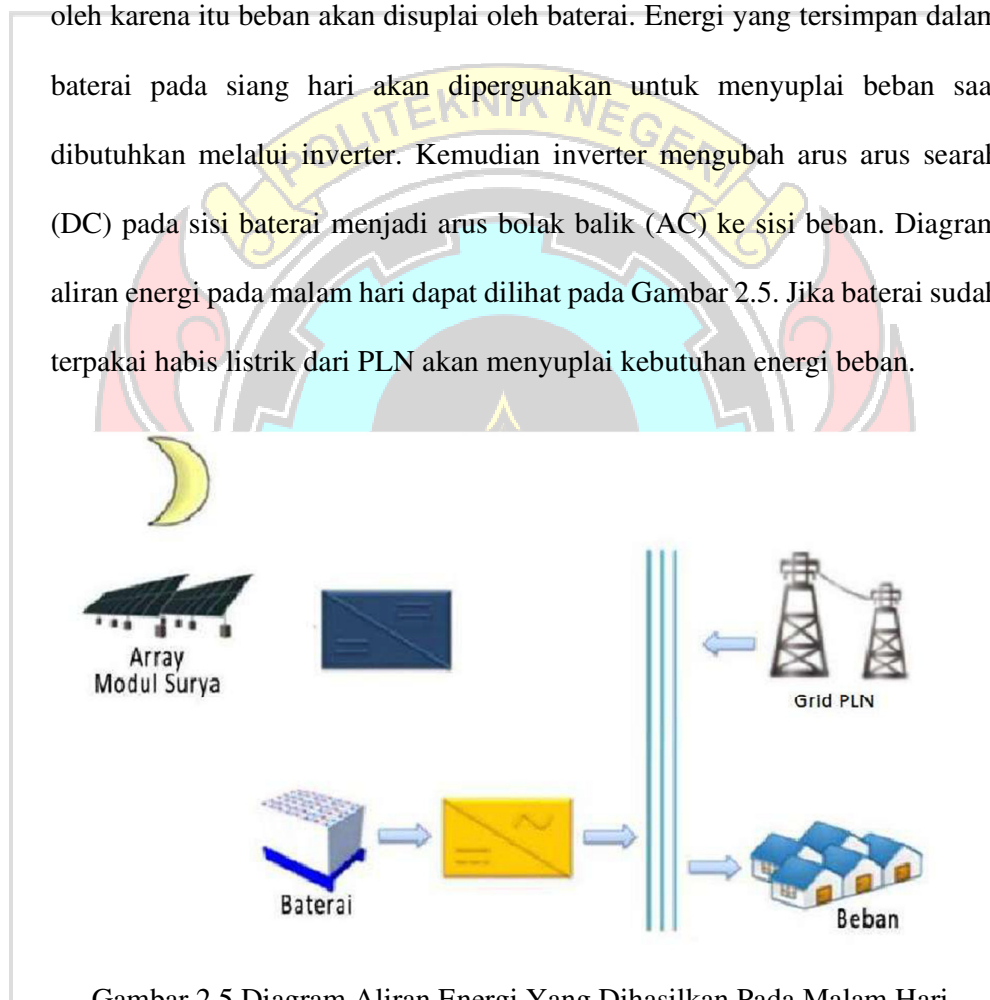 oleh karena itu beban akan disuplai oleh baterai. Energi yang tersimpan dalam
baterai pada siang hari akan dipergunakan untuk menyuplai beban saa
dibutuhkan melalui inverter. Kemudian inverter mengubah arus arus searah
(DC) pada sisi baterai menjadi arus bolak balik (AC) ke sisi beban. Diagram
aliran energi pada malam hari dapat dilihat pada Gambar 2.5. Jika baterai sudah
terpakai habis listrik dari PLN akan menyuplai kebutuhan energi beban.
POLITEKNIK NEGERI
Array
Modul Surya
Grid PLN
Baterai
Beban
Gambar 2.5 Diagram Aliran Energi Yang Dihasilkan Pada Malam Hari